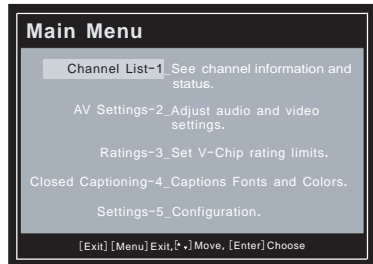 Main Menu
Channel List-1_See channel information and
status.
AV Settings-2_Adjust audio and video
settings.
Ratings-3_Set V-Chip rating limits.
Closed Captioning-4_Captions Fonts and Colors.
Settings-5_Configuration.
[Exit] [Menu] Exit, [▲▼] Move, [Enter] Choose